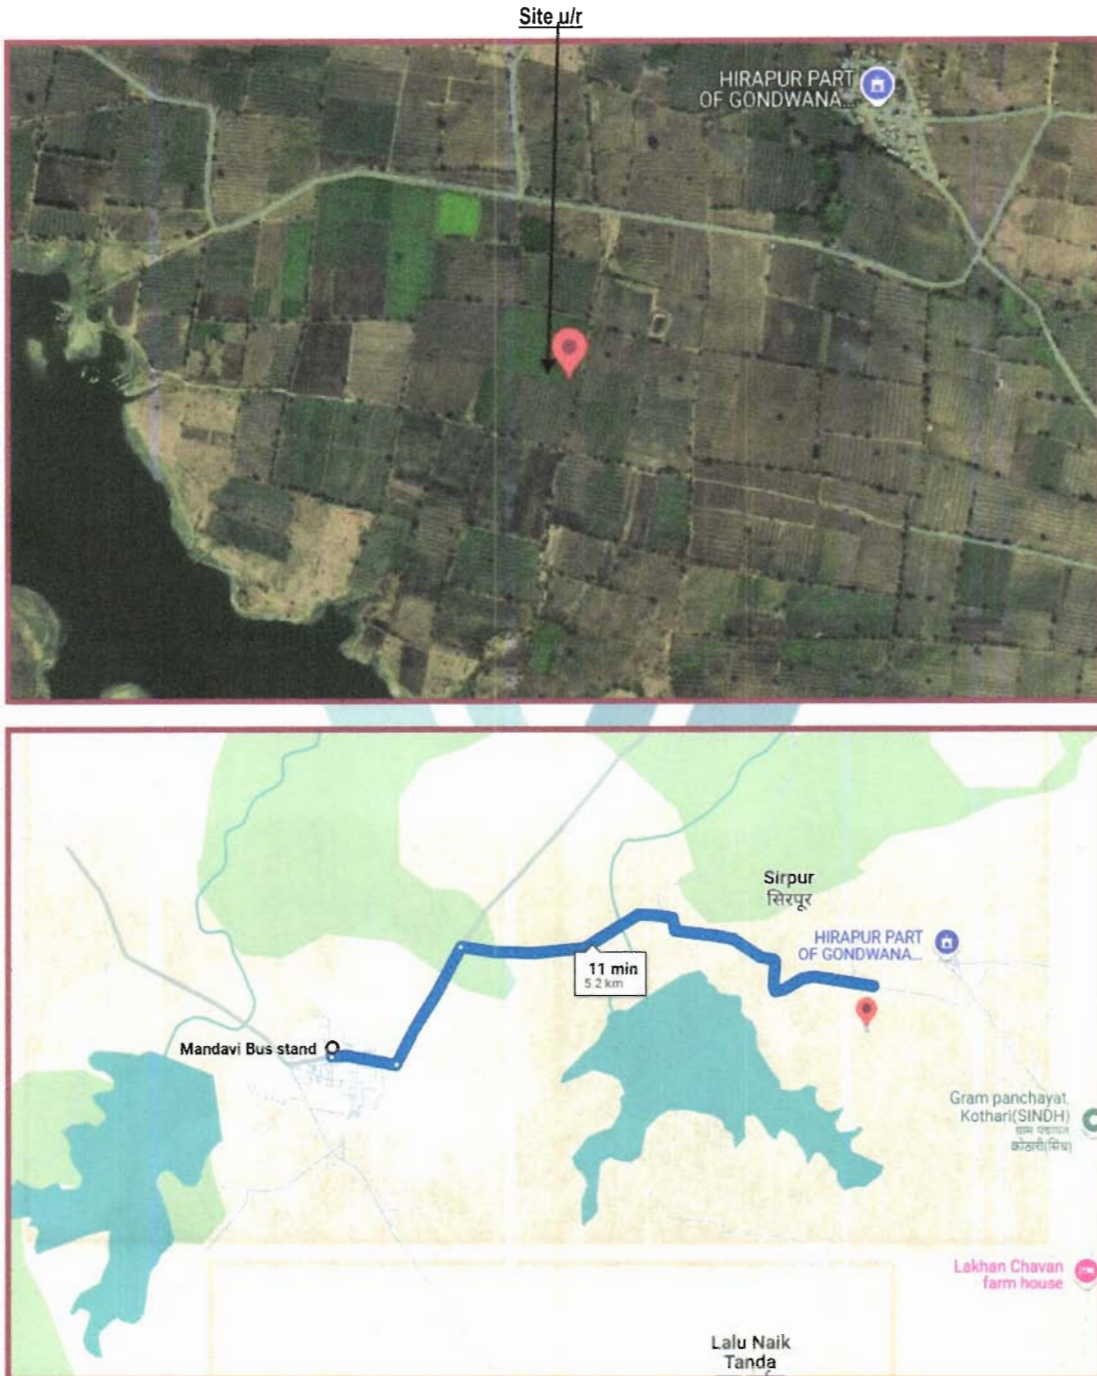 Site u/r
HIRAPUR PART
OF GONDWANA...
Sirpur
सिरपूर
HIRAPUR PART
OF GONDWANA...
11 min
5.2 km
Mandavi Bus stand
Gram panchayat,
Kothari(SINDH)
ग्राम पंचायत,
कोठारी(सिंध)
Lakhan Chavan
farm house
Lalu Naik
Tanda